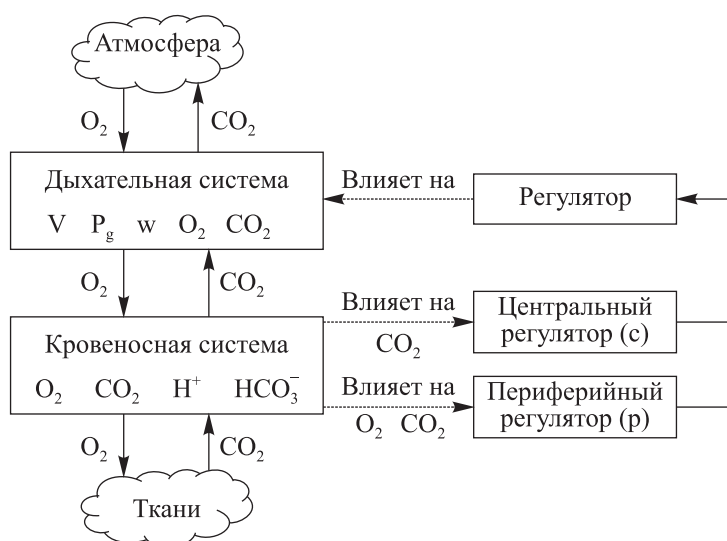 Атмосфера
O₂ CO₂
Дыхательная система
V P_g w O₂ CO₂
Влияет на
Регулятор
O₂ CO₂
Кровеносная система
O₂ CO₂ H⁺ HCO₃⁻
Влияет на
CO₂
Центральный
регулятор (c)
Влияет на
O₂ CO₂
Периферийный
регулятор (p)
O₂ CO₂
Ткани